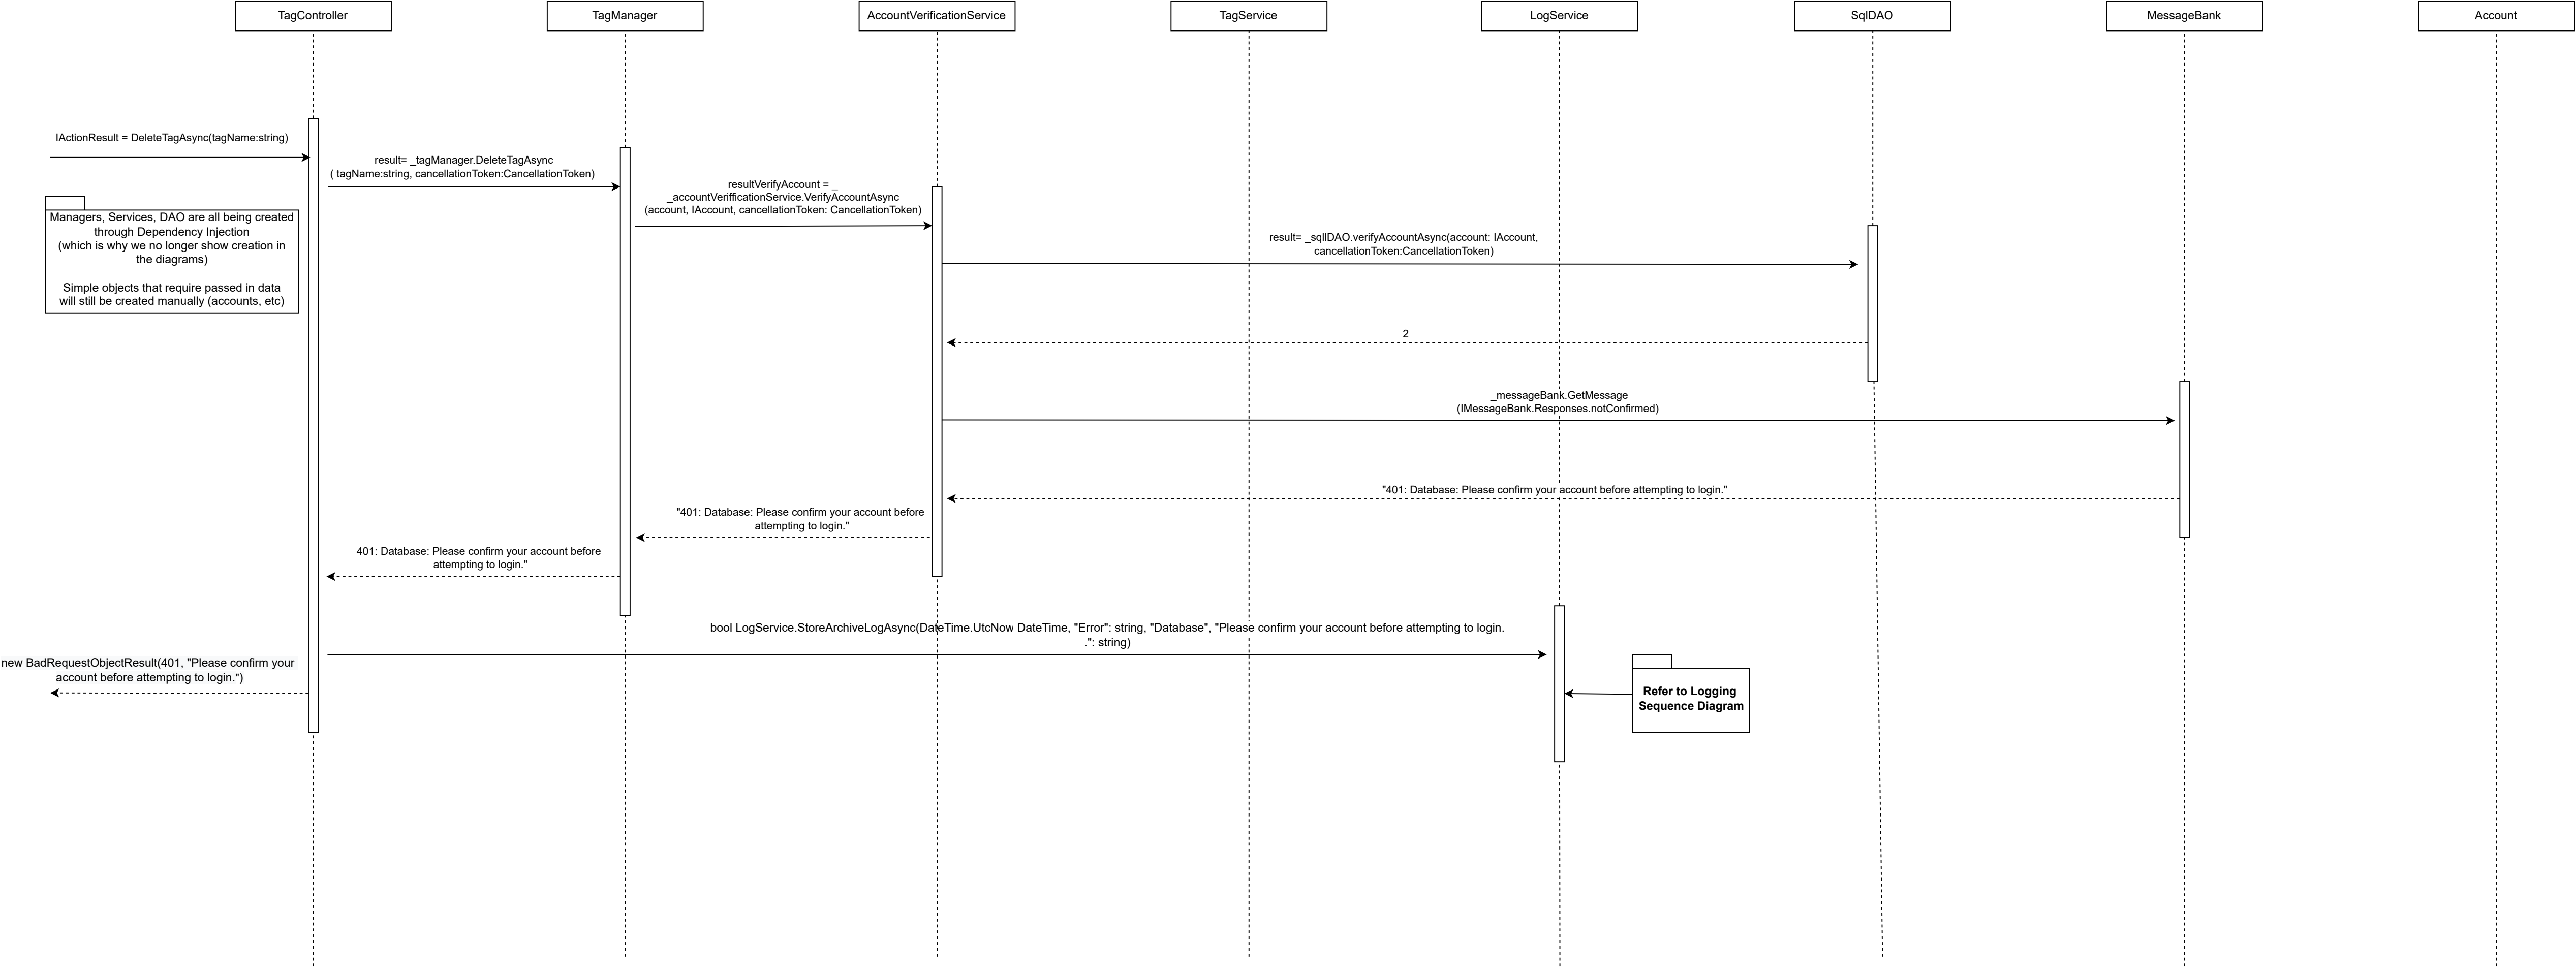 TagController
TagManager
AccountVerificationService
TagService
LogService
SqlDAO
MessageBank
Account
IActionResult = DeleteTagAsync(tagName:string)
result= _tagManager.DeleteTagAsync
( tagName:string, cancellationToken:CancellationToken)
resultVerifyAccount = _
_accountVerifficationService.VerifyAccountAsync
(account, IAccount, cancellationToken: CancellationToken)
Managers, Services, DAO are all being created
through Dependency Injection
(which is why we no longer show creation in
the diagrams)
Simple objects that require passed in data
will still be created manually (accounts, etc)
result= _sqllDAO.verifyAccountAsync(account: IAccount,
cancellationToken:CancellationToken)
2
_messageBank.GetMessage
(IMessageBank.Responses.notConfirmed)
"401: Database: Please confirm your account before attempting to login."
"401: Database: Please confirm your account before
attempting to login."
401: Database: Please confirm your account before
attempting to login."
bool LogService.StoreArchiveLogAsync(DateTime.UtcNow DateTime, "Error": string, "Database", "Please confirm your account before attempting to login.
.": string)
new BadRequestObjectResult(401, "Please confirm your
account before attempting to login.")
Refer to Logging
Sequence Diagram